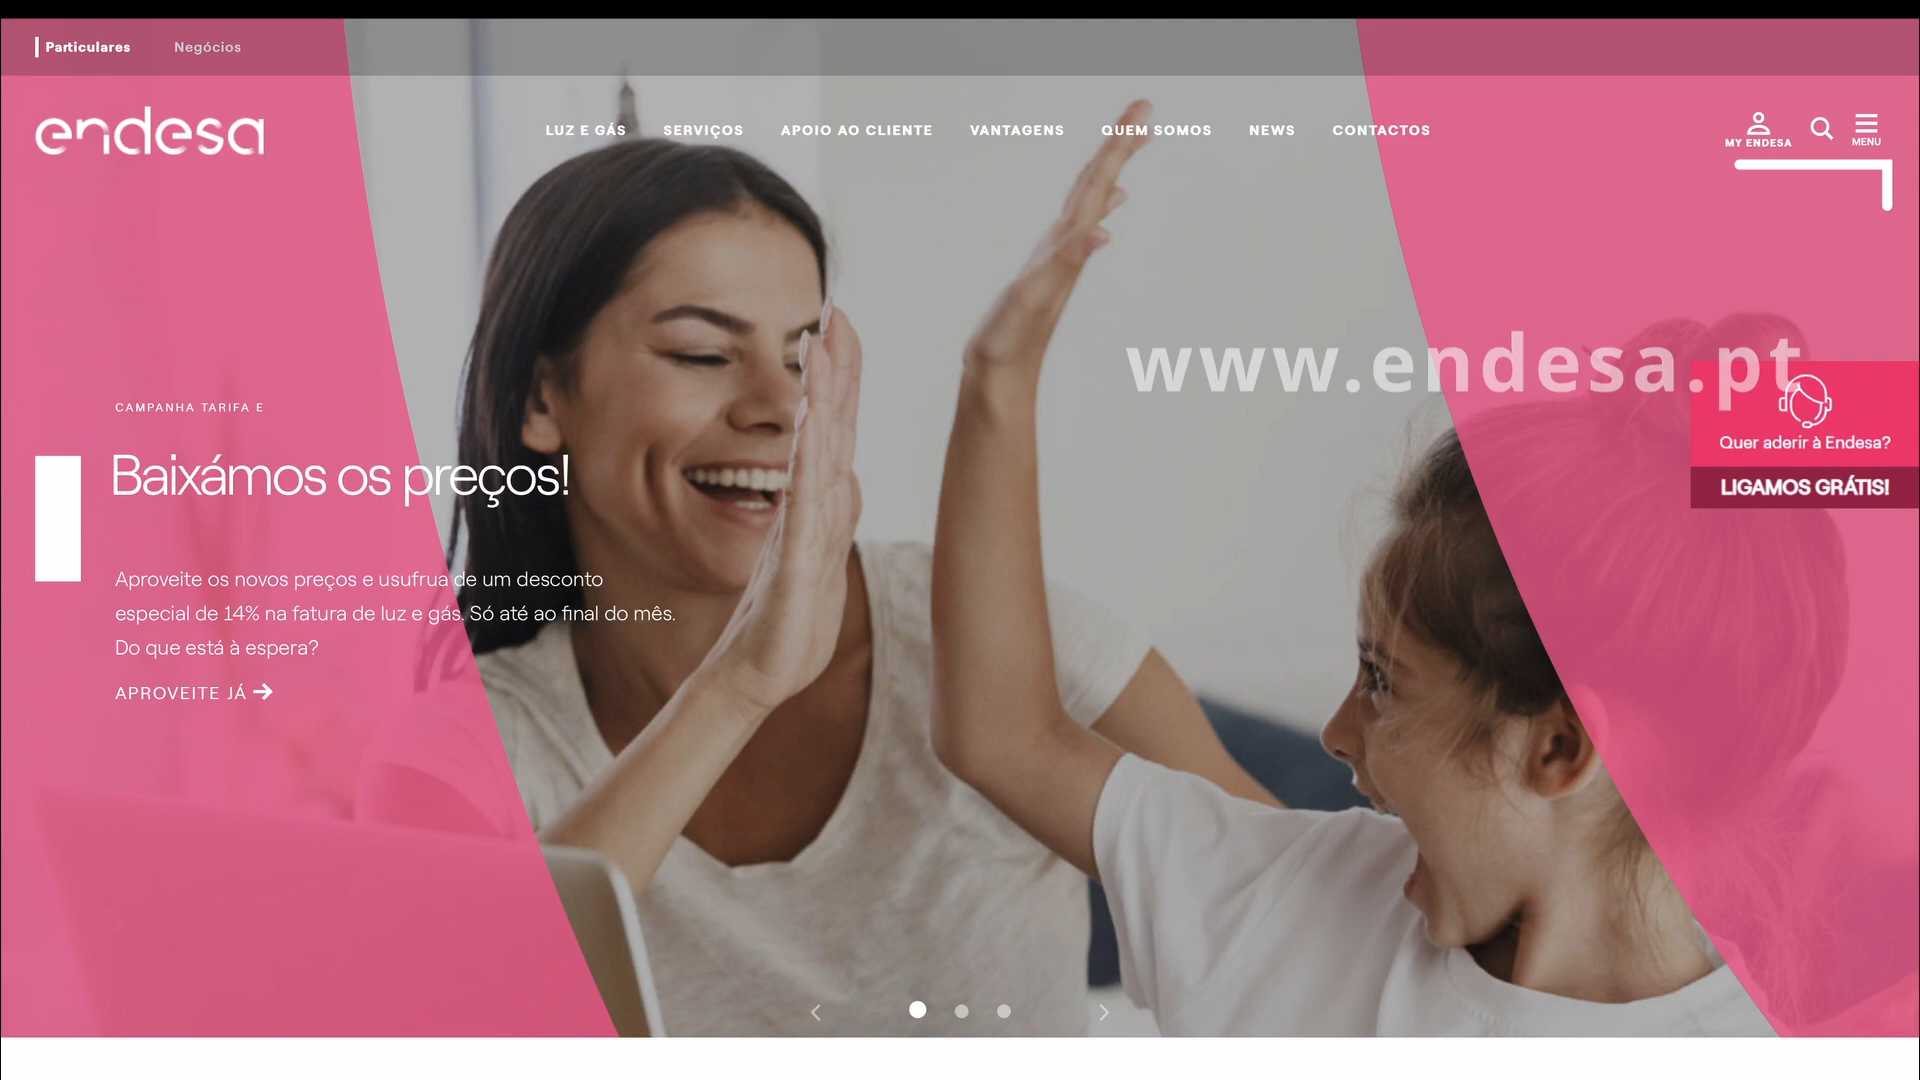 Particulares Negócios
endesa
LUZ E GÁS SERVIÇOS APOIO AO CLIENTE VANTAGENS QUEM SOMOS NEWS CONTACTOS
MY ENDESA MENU
www.endesa.pt
CAMPANHA TARIFA E
Baixámos os preços!
Quer aderir à Endesa?
LIGAMOS GRÁTIS!
Aproveite os novos preços e usufrua de um desconto
especial de 14% na fatura de luz e gás. Só até ao final do mês.
Do que está à espera?
APROVEITE JÁ